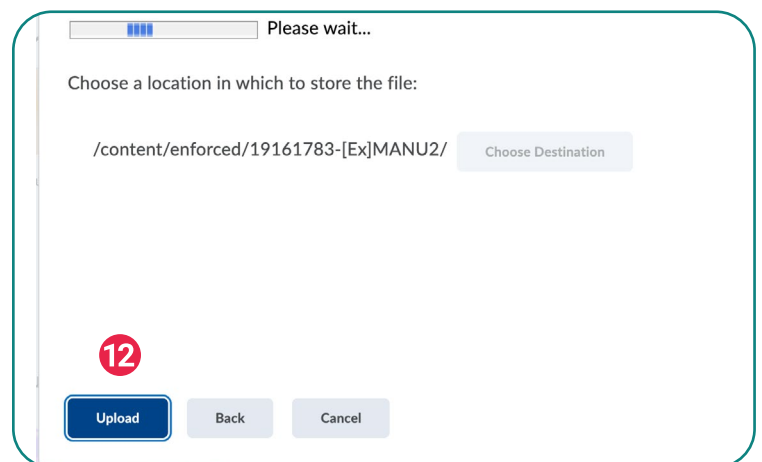 Please wait...
Choose a location in which to store the file:
/content/enforced/19161783-[Ex]MANU2/ Choose Destination
12
Upload Back Cancel